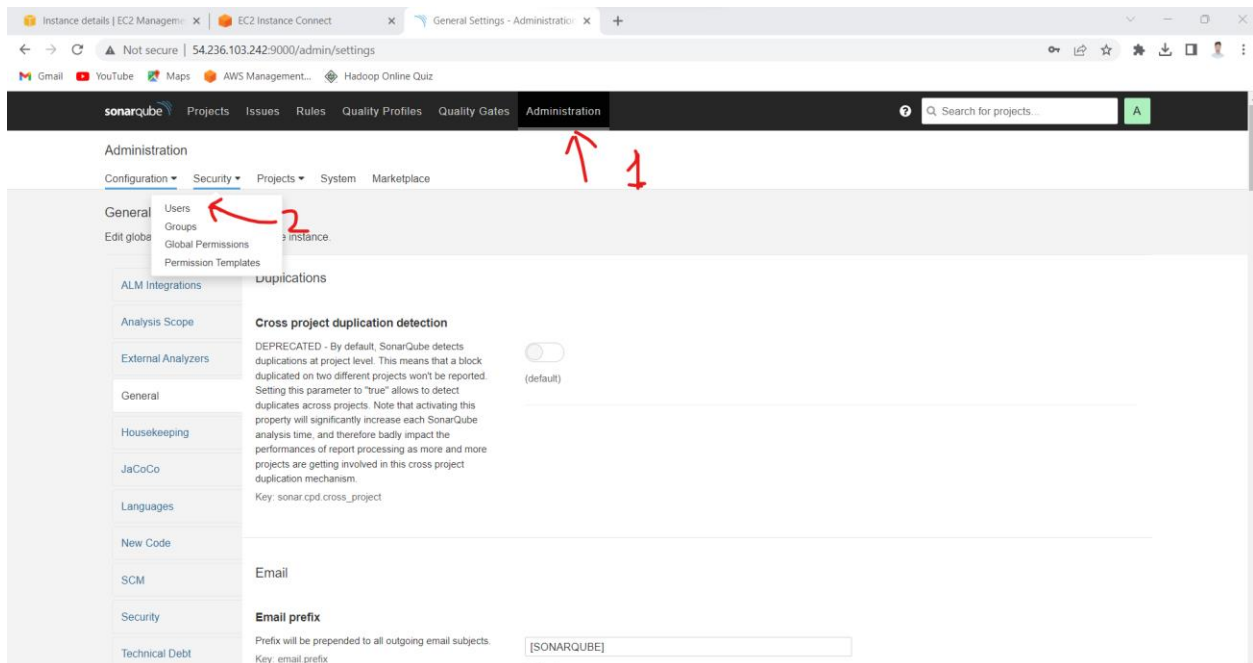 Instance details | EC2 Manageme
EC2 Instance Connect
General Settings - Administration
Not secure | 54.236.103.242:9000/admin/settings
Gmail YouTube Maps AWS Management... Hadoop Online Quiz
sonarqube Projects Issues Rules Quality Profiles Quality Gates Administration
Search for projects...
A
Administration
1
Configuration Security Projects System Marketplace
General
Users
2
Groups
Edit globa
e instance.
Global Permissions
Permission Templates
Duplications
ALM Integrations
Analysis Scope
External Analyzers
General
Housekeeping
JaCoCo
Languages
New Code
SCM
Security
Technical Debt
Cross project duplication detection
DEPRECATED - By default, SonarQube detects
duplications at project level. This means that a block
duplicated on two different projects won't be reported.
Setting this parameter to "true" allows to detect
duplicates across projects. Note that activating this
property will significantly increase each SonarQube
analysis time, and therefore badly impact the
performances of report processing as more and more
projects are getting involved in this cross project
duplication mechanism.
Key: sonar.cpd.cross_project
(default)
Email
Email prefix
Prefix will be prepended to all outgoing email subjects.
Key: email.prefix
[SONARQUBE]